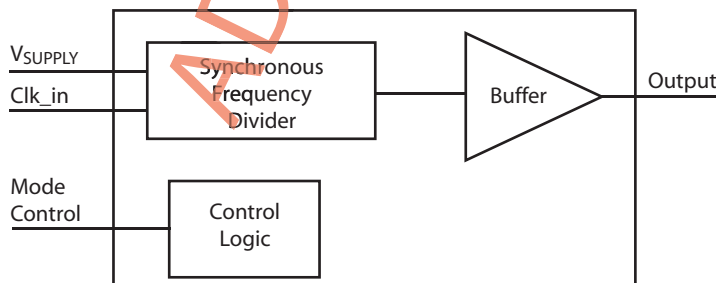 VSUPPLY
Clk_in
Synchronous
Frequency
Divider
Buffer
Output
Mode
Control
Control
Logic